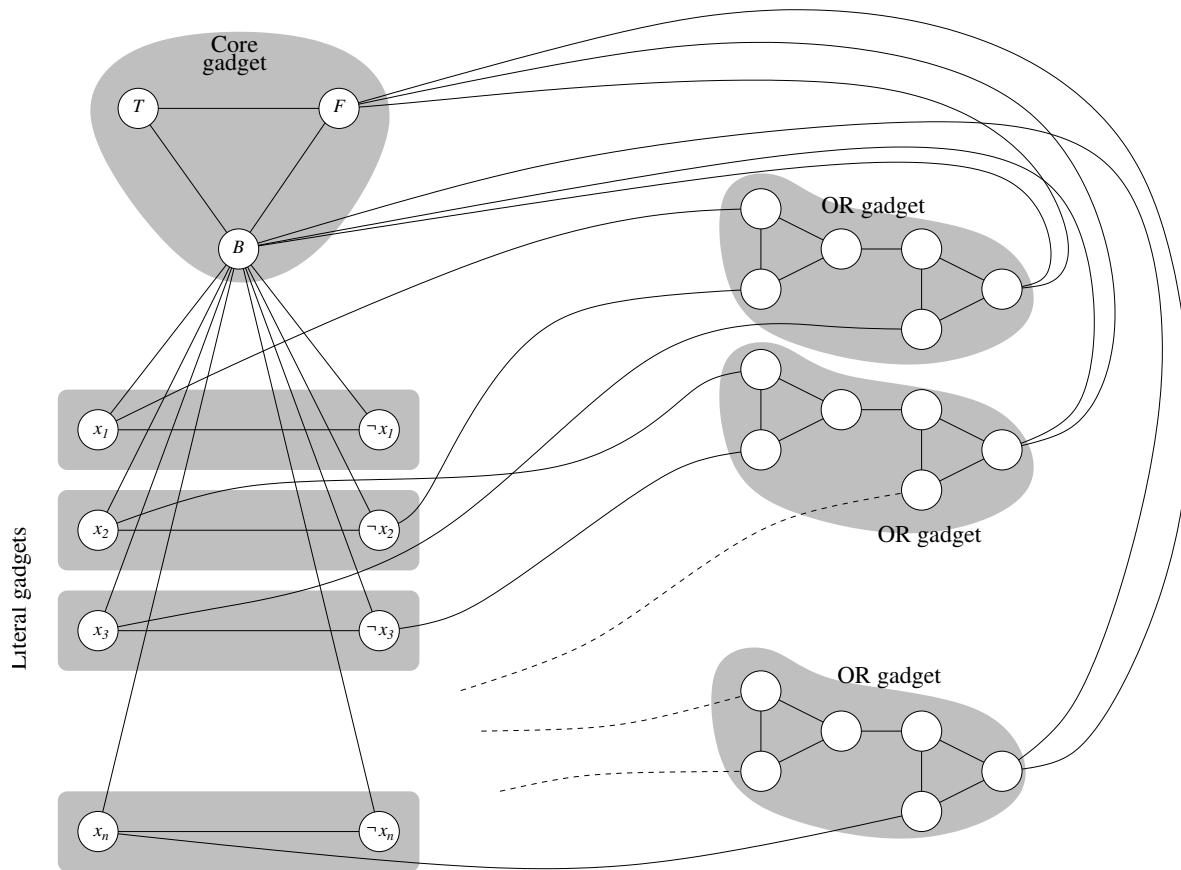 Core
gadget
T
F
B
OR gadget
x1
¬x1
x2
¬x2
OR gadget
Literal gadgets
x3
¬x3
OR gadget
xn
¬xn